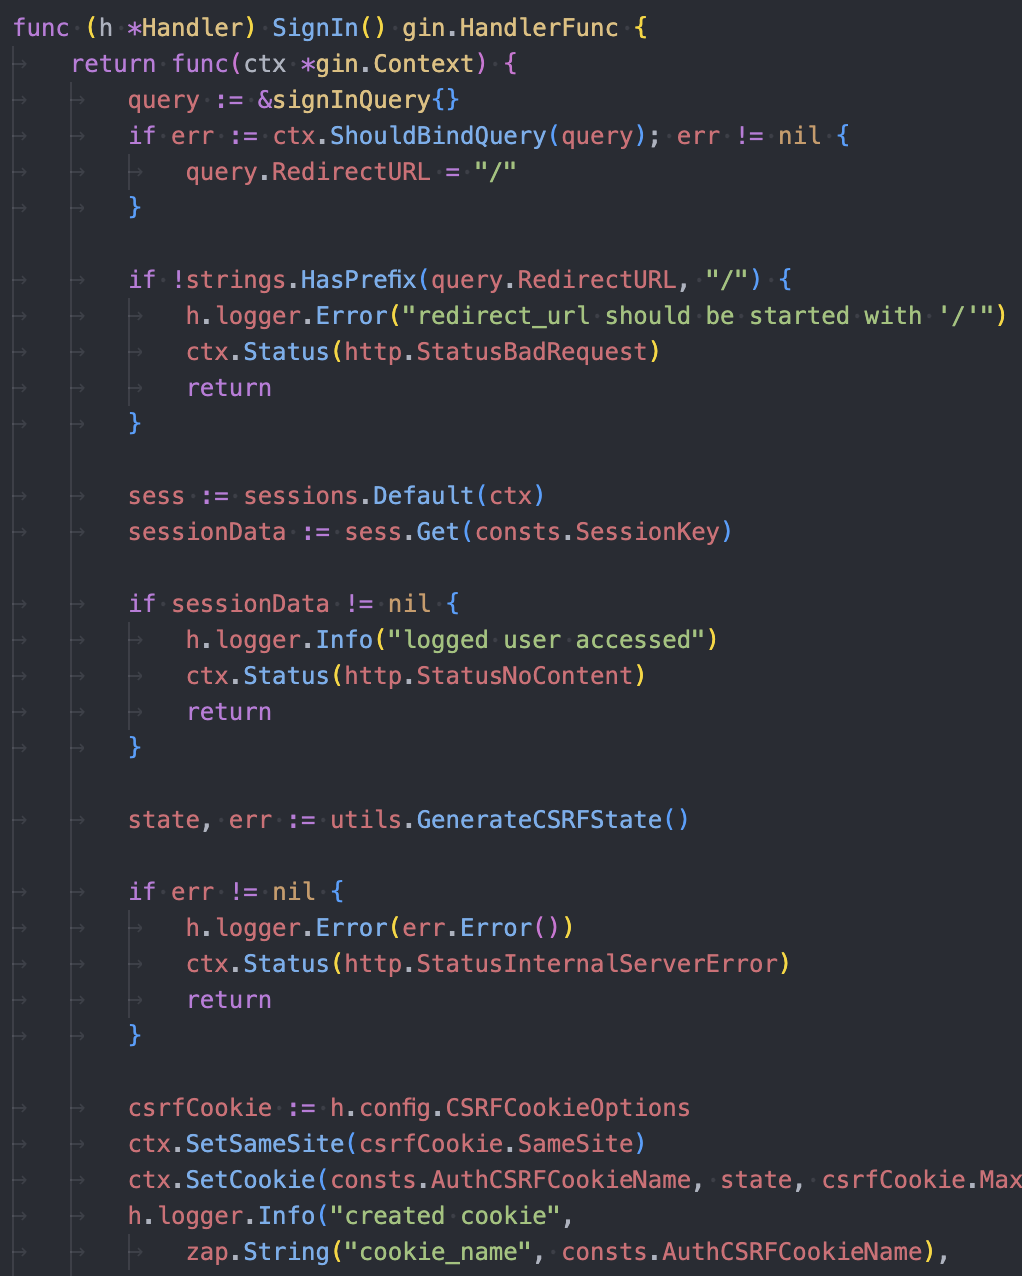 func (h *Handler) SignIn() gin.HandlerFunc {
return func(ctx *gin.Context) {
query := &signInQuery{}
if err := ctx.ShouldBindQuery(query); err != nil {
query.RedirectURL = "/"
}
if !strings.HasPrefix(query.RedirectURL, "/") {
h.logger.Error("redirect_url should be started with '/'")
ctx.Status(http.StatusBadRequest)
return
}
sess := sessions.Default(ctx)
sessionData := sess.Get(consts.SessionKey)
if sessionData != nil {
h.logger.Info("logged user accessed")
ctx.Status(http.StatusNoContent)
return
}
state, err := utils.GenerateCSRFState()
if err != nil {
h.logger.Error(err.Error())
ctx.Status(http.StatusInternalServerError)
return
}
csrfCookie := h.config.CSRFCookieOptions
ctx.SetSameSite(csrfCookie.SameSite)
ctx.SetCookie(consts.AuthCSRFCookieName, state, csrfCookie.Max
h.logger.Info("created cookie",
zap.String("cookie_name", consts.AuthCSRFCookieName),